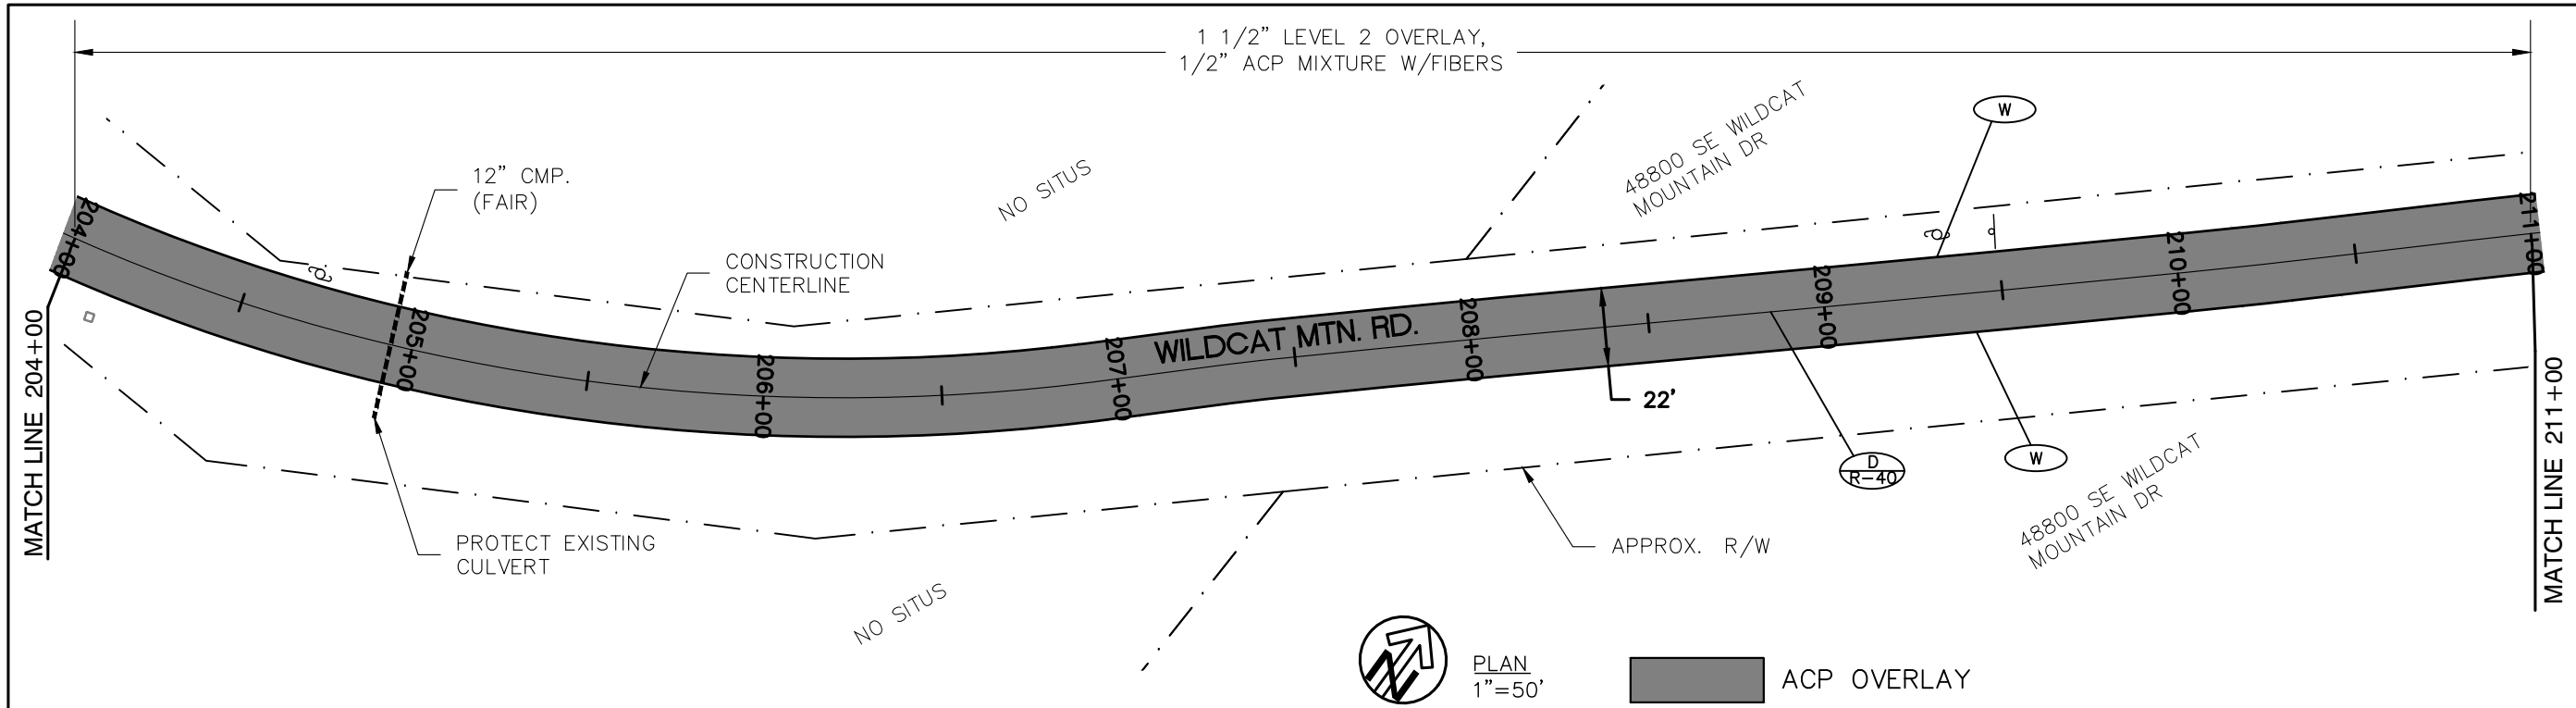 1 1/2" LEVEL 2 OVERLAY,
1/2" ACP MIXTURE W/FIBERS
W
48800 SE WILDCAT
MOUNTAIN DR
12" CMP.
(FAIR)
NO SITUS
CONSTRUCTION
CENTERLINE
204+00
205+00
206+00
207+00
WILDCAT MTN. RD.
208+00
209+00
210+00
211+00
MATCH LINE 204+00
MATCH LINE 211+00
22'
D
R-40
W
48800 SE WILDCAT
MOUNTAIN DR
PROTECT EXISTING
CULVERT
APPROX. R/W
NO SITUS
N
PLAN
1"=50'
ACP OVERLAY